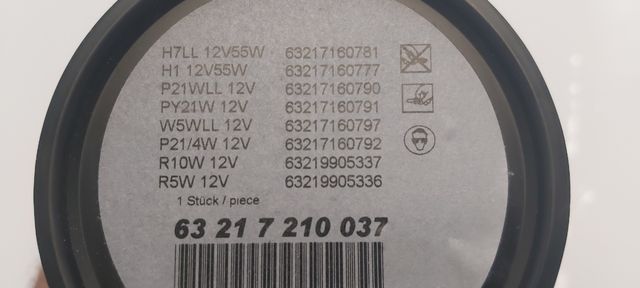 H7LL 12V55W 63217160781
H1 12V55W 63217160777
P21WLL 12V 63217160790
PY21W 12V 63217160791
W5WLL 12V 63217160797
P21/4W 12V 63217160792
R10W 12V 63219905337
R5W 12V 63219905336
1 Stück / piece
63 21 7 210 037